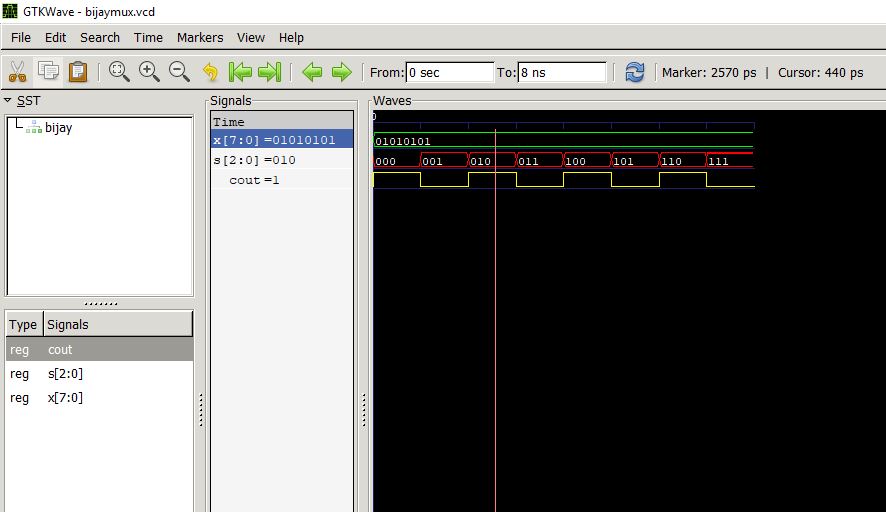 GTKWave - bijaymux.vcd
File Edit Search Time Markers View Help
From: 0 sec To: 8 ns Marker: 2570 ps | Cursor: 440 ps
SST
bijay
Type Signals
reg cout
reg s[2:0]
reg x[7:0]
Signals
Time
x[7:0] =01010101
s[2:0] =010
cout =1
Waves
0
01010101
000 001 010 011 100 101 110 111